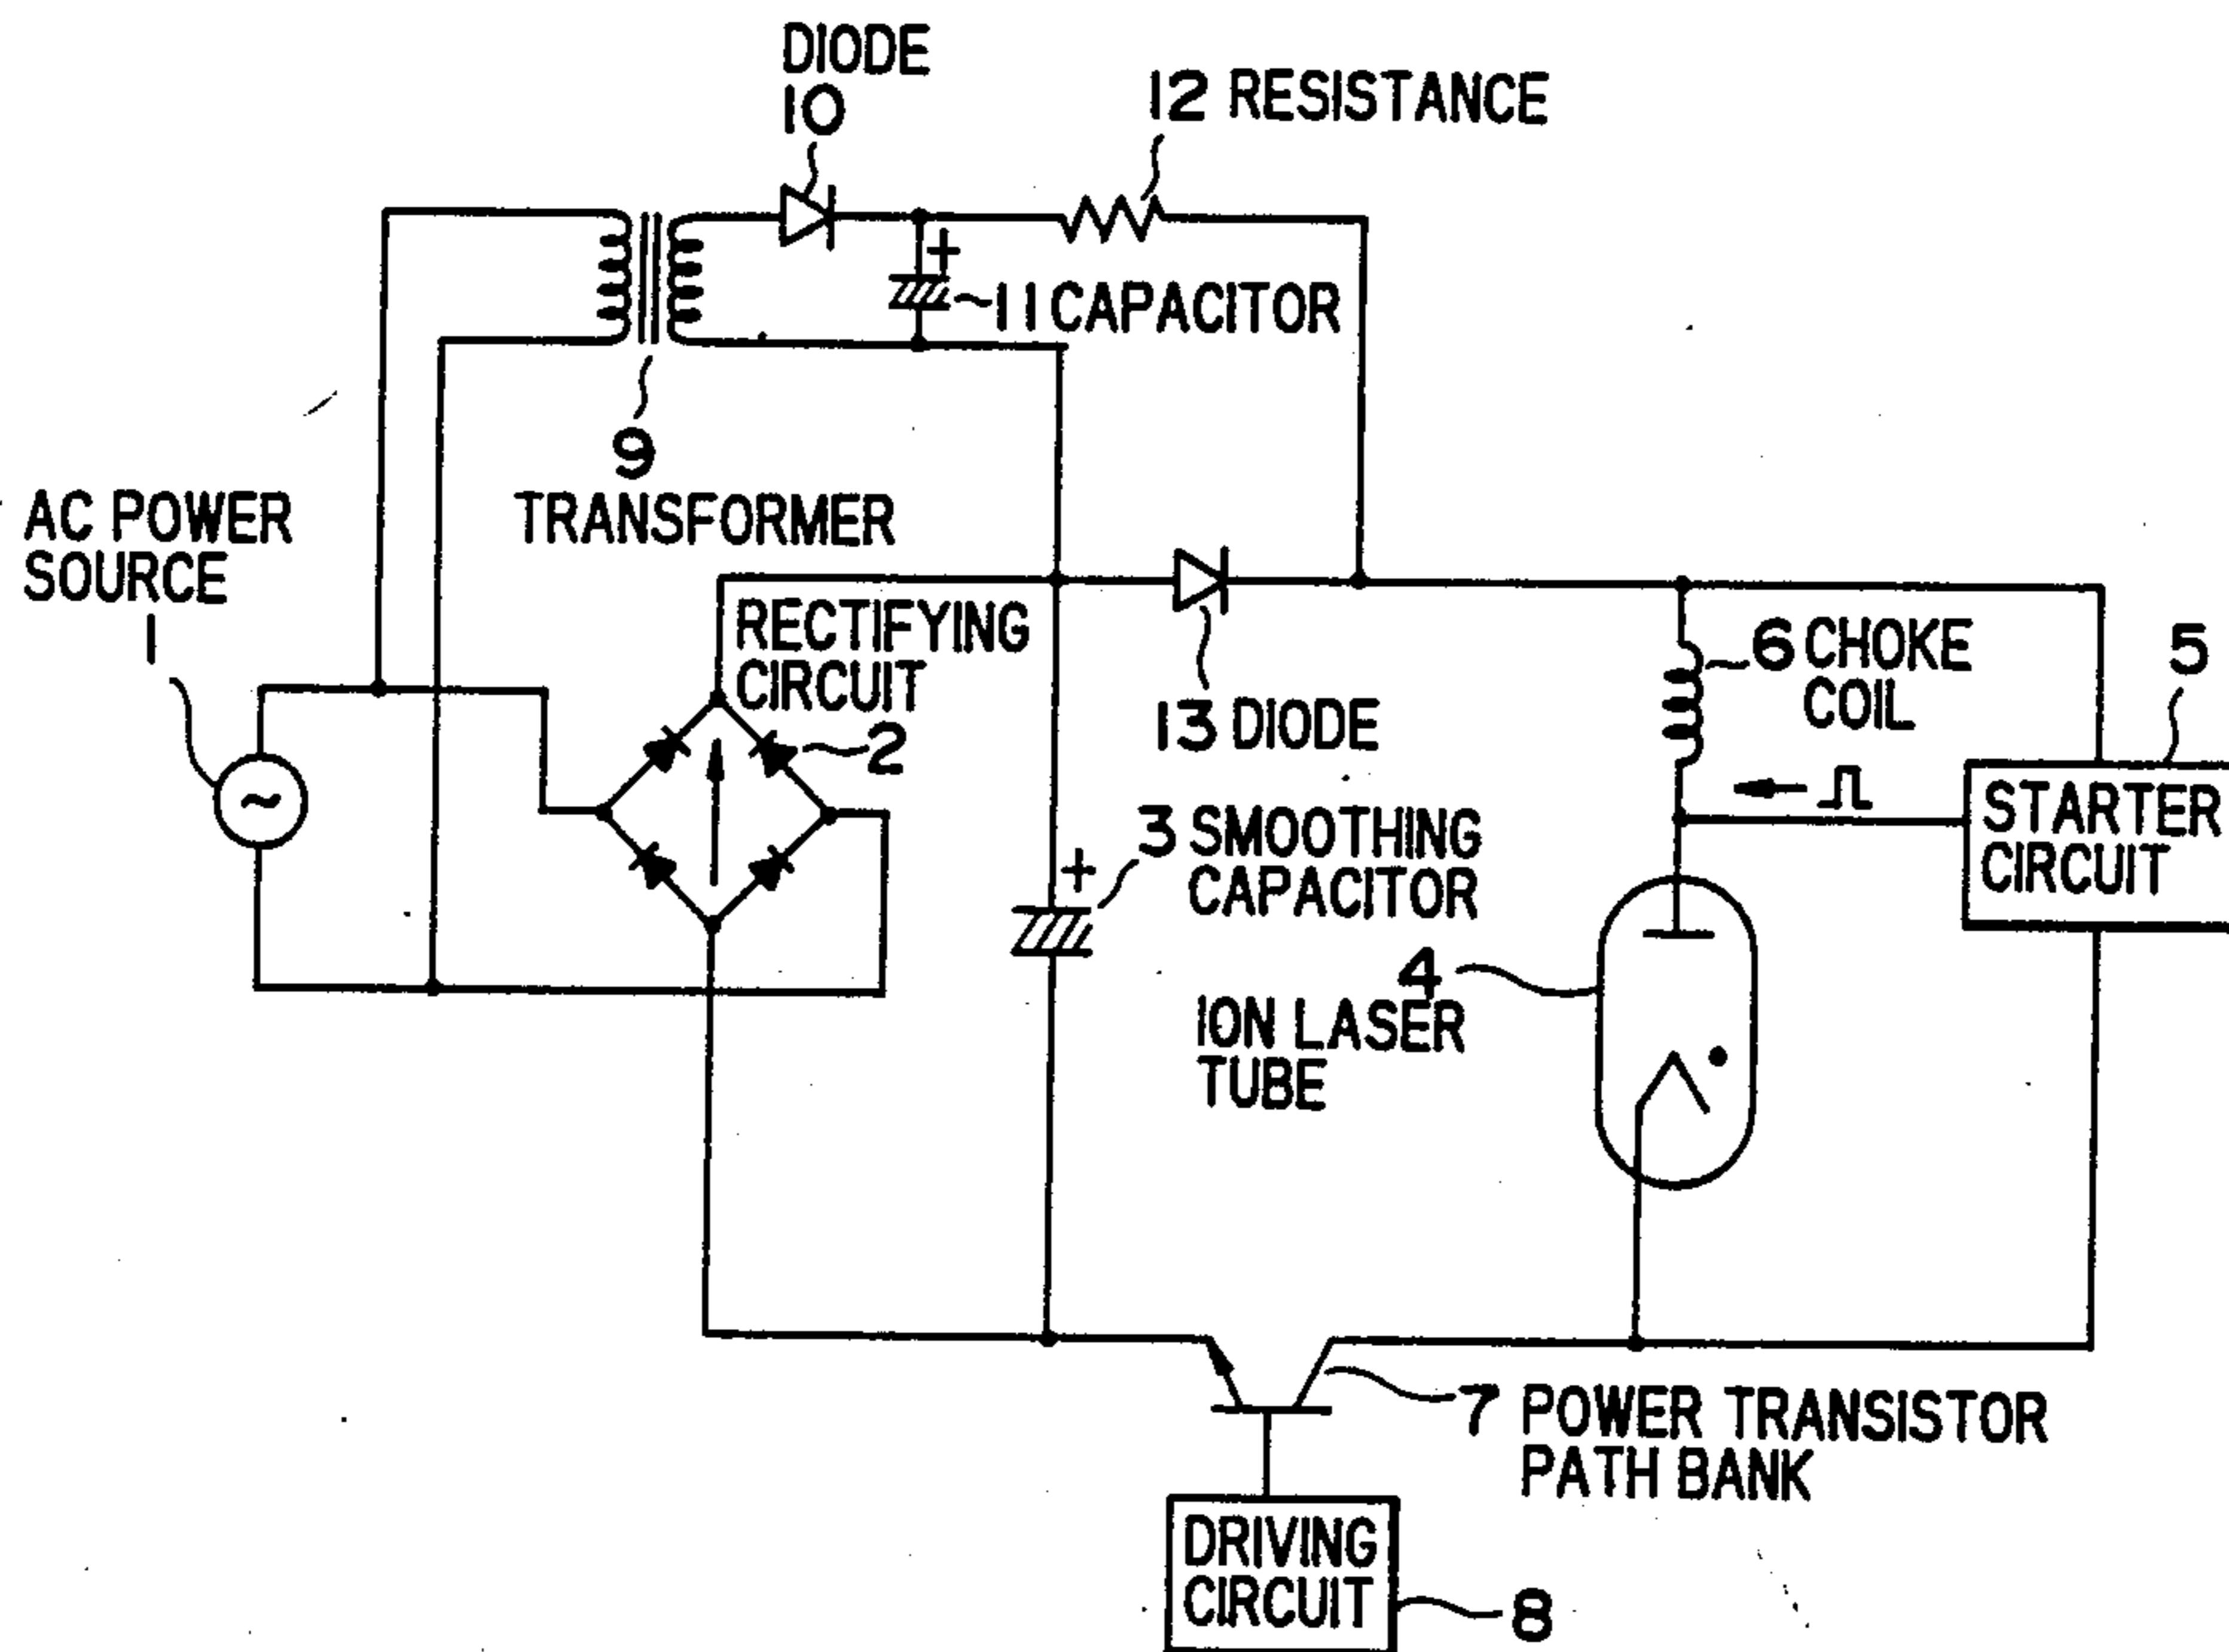 DIODE
10
12 RESISTANCE
+
11 CAPACITOR
9
TRANSFORMER
AC POWER
SOURCE
1
RECTIFYING
CIRCUIT
2
13 DIODE
6 CHOKE
COIL
5
STARTER
CIRCUIT
+
3 SMOOTHING
CAPACITOR
4
ION LASER
TUBE
7 POWER TRANSISTOR
PATH BANK
DRIVING
CIRCUIT
8